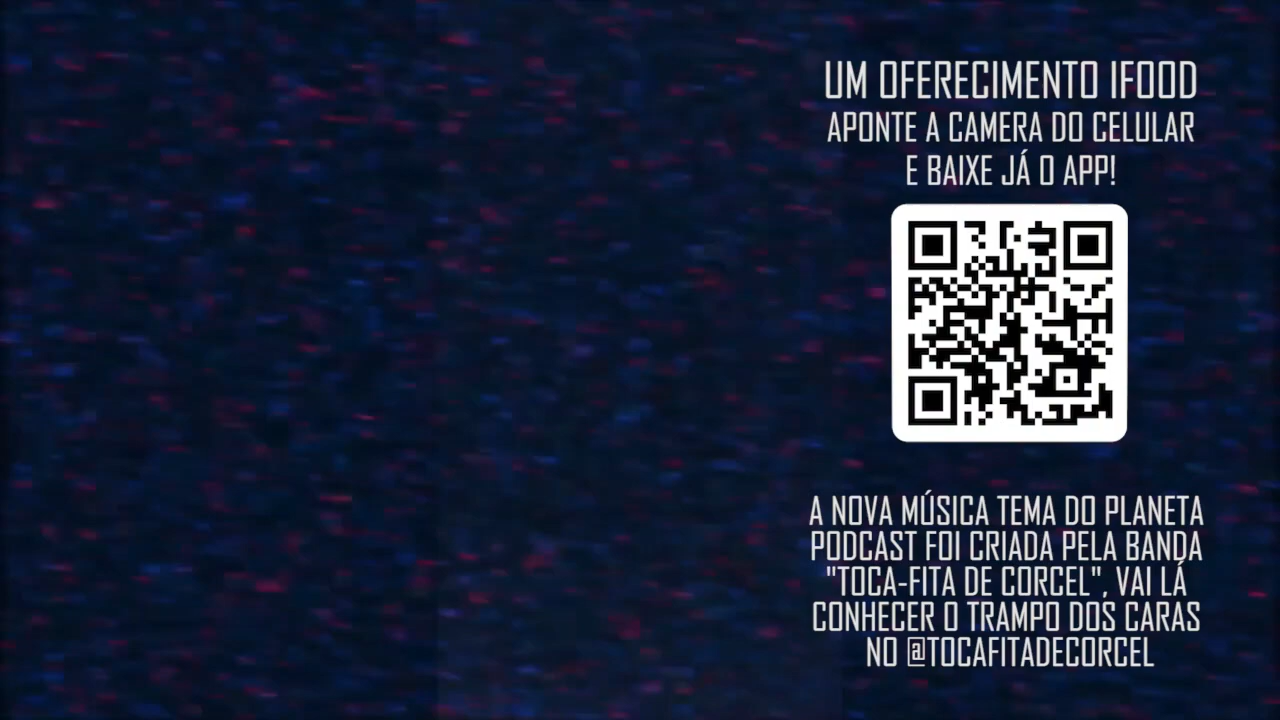 UM OFERECIMENTO IFOOD
APONTE A CAMERA DO CELULAR
E BAIXE JÁ O APP!
A NOVA MÚSICA TEMA DO PLANETA
PODCAST FOI CRIADA PELA BANDA
"TOCA-FITA DE CORCEL", VAI LÁ
CONHECER O TRAMPO DOS CARAS
NO @TOCAFITADECORCEL